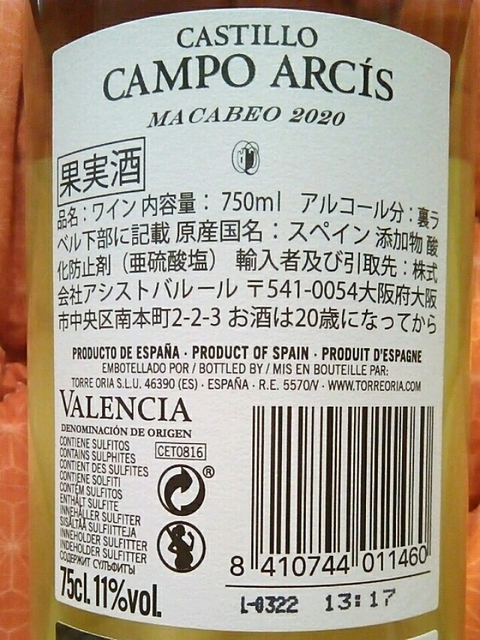 CASTILLO
CAMPO ARCÍS
MACABEO 2020
果実酒
品名：ワイン 内容量： 750ml アルコール分：裏ラ
ベル下部に記載 原産国名：スペイン 添加物 酸
化防止剤（亜硫酸塩） 輸入者及び引取先：株式
会社アシストバルール 〒541-0054大阪府大阪
市中央区南本町2-2-3 お酒は20歳になってから
PRODUCTO DE ESPAÑA · PRODUCT OF SPAIN · PRODUIT D'ESPAGNE
EMBOTELLADO POR / BOTTLED BY / MIS EN BOUTEILLE PAR:
TORRE ORIA S.L.U. 46390 (ES) · ESPAÑA · R.E. 5570/V · WWW.TORREORIA.COM
VALENCIA
DENOMINACIÓN DE ORIGEN
CONTIENE SULFITOS
CONTAINS SULPHITES
CONTIENT DES SULFITES
CONTIENE SOLFITI
CONTÉM SULFITOS
ENTHÄLT SULFITE
INNEHÅLLER SULFITER
SISÄLTÄÄ SULFIITTEJA
INNEHOLDER SULFITTER
INDEHOLDER SULFITTER
СОДЕРЖИТ СУЛЬФИТЫ
75cl. 11%vol.
CET0816
®
8 410744 011460
L-0322 13:17